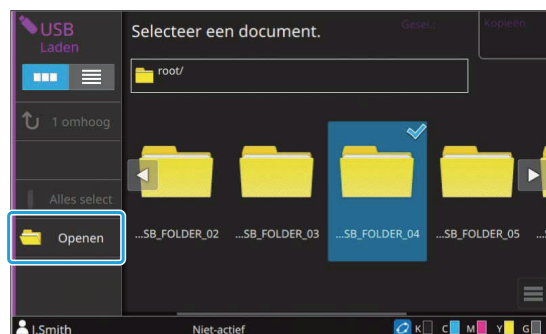 USB
Laden
Selecteer een document.
Geser.:
Kopieën
root/
1 omhoog
Alles select
Openen
...SB_FOLDER_02
...SB_FOLDER_03
...SB_FOLDER_04
...SB_FOLDER_05
J.Smith
Niet-actief
K
C
M
Y
G